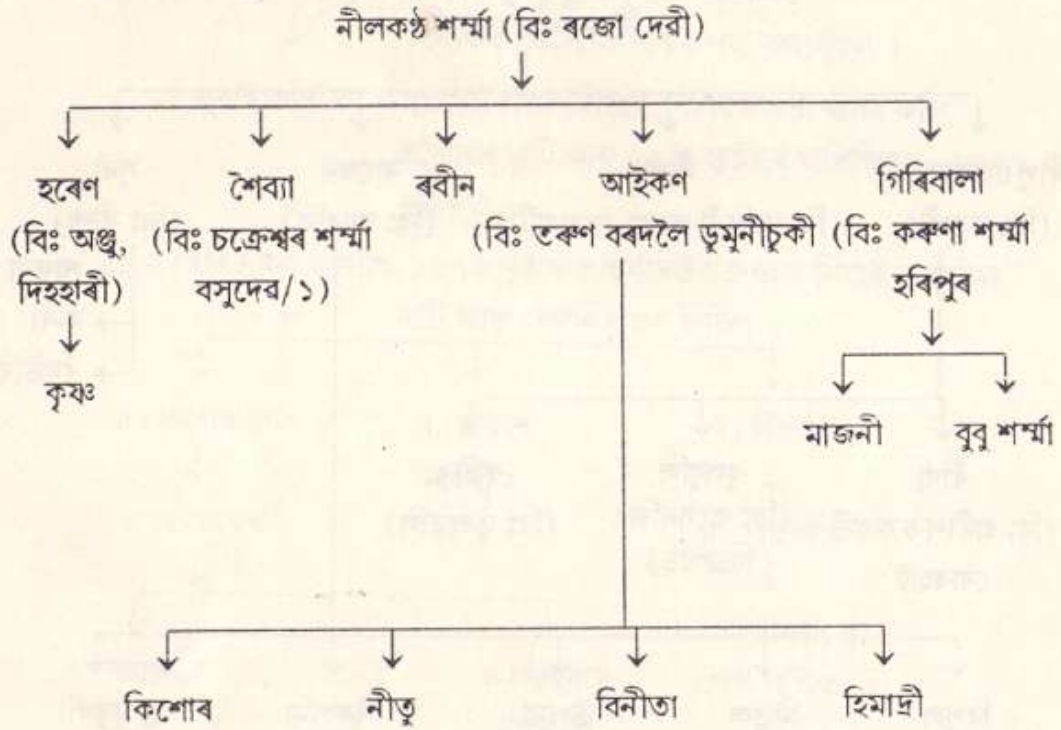 নীলকণ্ঠ শৰ্ম্মা (বিঃ ৰজো দেৱী)
হৰেণ শৈব্যা ৰবীন আইকণ গিৰিবালা
(বিঃ অঞ্জু, (বিঃ চক্ৰেশ্বৰ শৰ্ম্মা (বিঃ তৰুণ বৰদলৈ ডুমুনীচুকী (বিঃ কৰুণা শৰ্ম্মা
দিহহাৰী) বসুদেৱ/১) হৰিপুৰ
কৃষ্ণ
মাজনী বুবু শৰ্ম্মা
কিশোৰ নীতু বিনীতা হিমাদ্ৰী